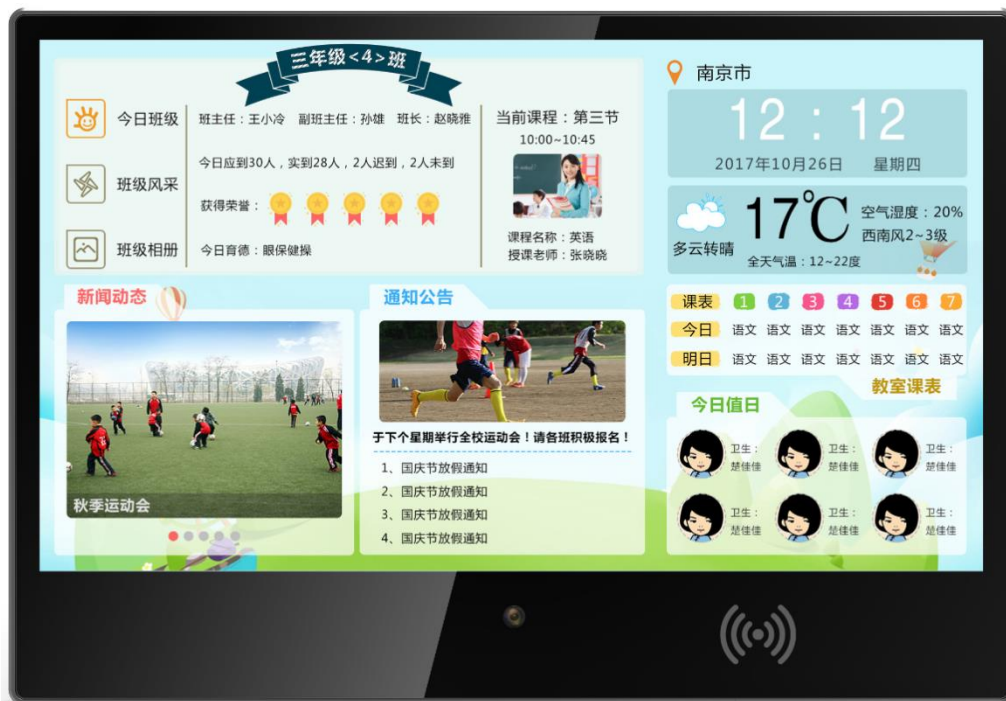 三年级<4>班
今日班级
班级风采
班级相册
班主任：王小冷 副班主任：孙雄 班长：赵晓雅
今日应到30人，实到28人，2人迟到，2人未到
获得荣誉：
今日育德：眼保健操
当前课程：第三节
10:00~10:45
课程名称：英语
授课老师：张晓晓
南京市
12 : 12
2017年10月26日 星期四
多云转晴
17℃
空气湿度：20%
西南风2~3级
全天气温：12~22度
新闻动态
秋季运动会
通知公告
于下个星期举行全校运动会！请各班积极报名！
1、国庆节放假通知
2、国庆节放假通知
3、国庆节放假通知
4、国庆节放假通知
课表 1 2 3 4 5 6 7
今日 语文 语文 语文 语文 语文 语文 语文
明日 语文 语文 语文 语文 语文 语文 语文
教室课表
今日值日
卫生：
楚佳佳
卫生：
楚佳佳
卫生：
楚佳佳
卫生：
楚佳佳
卫生：
楚佳佳
卫生：
楚佳佳